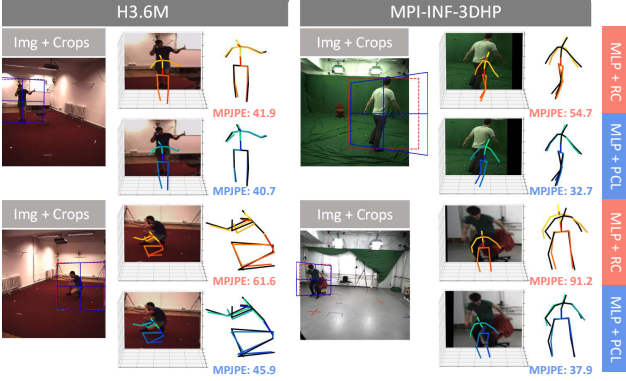 H3.6M
MPI-INF-3DHP
Img + Crops
MPJPE: 41.9
Img + Crops
MPJPE: 54.7
MLP + RC
MPJPE: 40.7
MPJPE: 32.7
MLP + PCL
Img + Crops
MPJPE: 61.6
Img + Crops
MPJPE: 91.2
MLP + RC
MPJPE: 45.9
MPJPE: 37.9
MLP + PCL